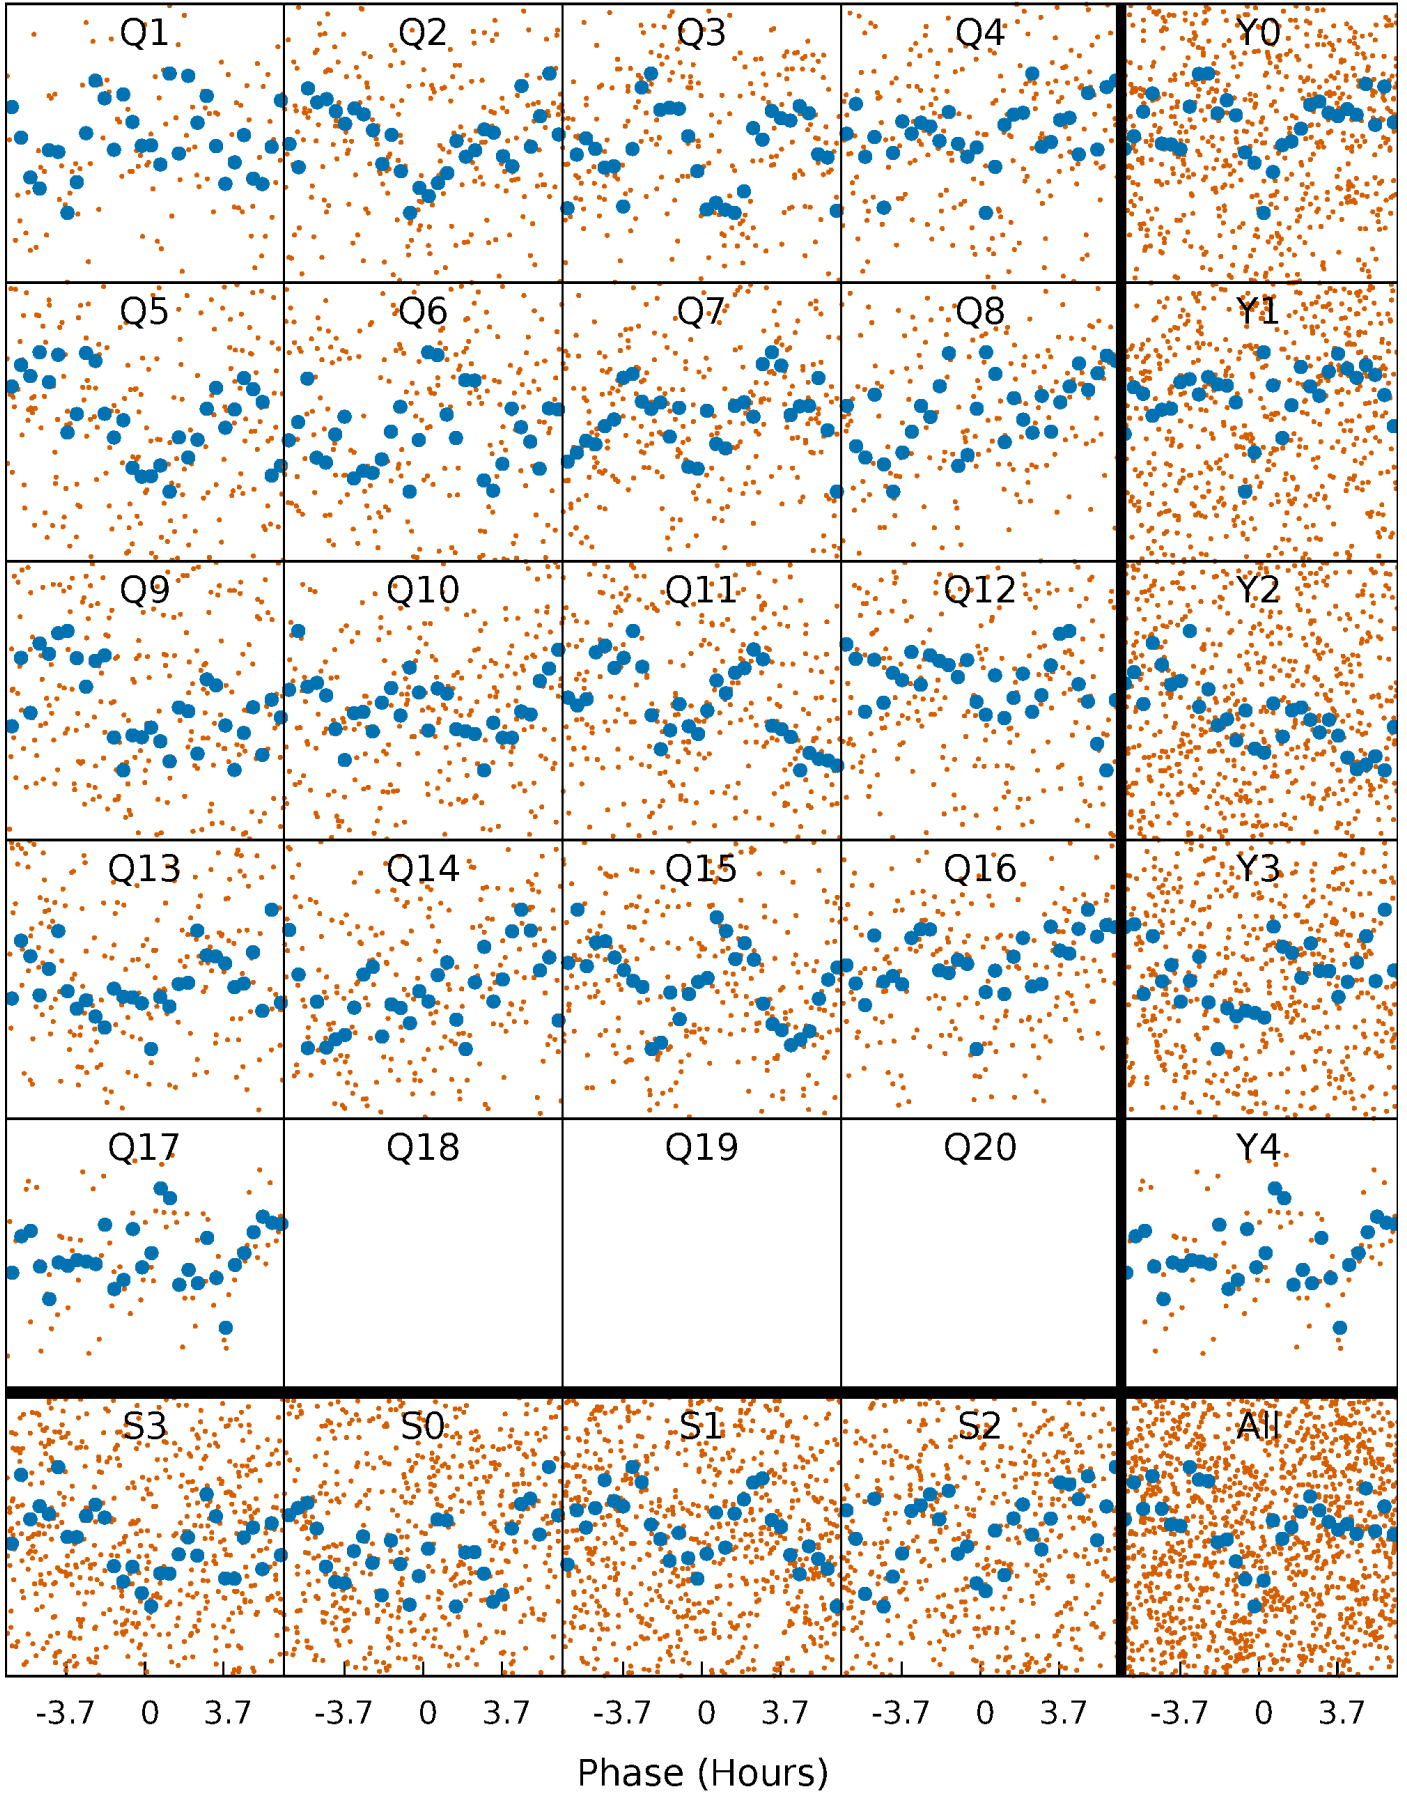 Q1 Q2 Q3 Q4 Y0
Q5 Q6 Q7 Q8 Y1
Q9 Q10 Q11 Q12 Y2
Q13 Q14 Q15 Q16 Y3
Q17 Q18 Q19 Q20 Y4
S3 S0 S1 S2 All
-3.7 0 3.7 -3.7 0 3.7 -3.7 0 3.7 -3.7 0 3.7 -3.7 0 3.7
Phase (Hours)